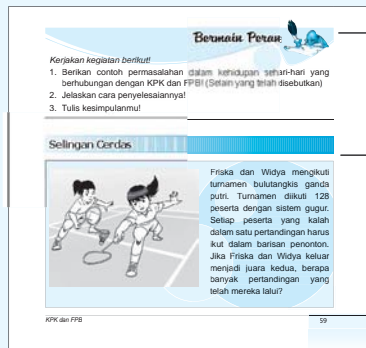 Bermain Peran
Kerjakan kegiatan berikut!
1. Berikan contoh permasalahan dalam kehidupan sehari-hari yang
berhubungan dengan KPK dan FPB! (Selain yang telah disebutkan)
2. Jelaskan cara penyelesaiannya!
3. Tulis kesimpulanmu!
Selingan Cerdas
Friska dan Widya mengikuti
turnamen bulutangkis ganda
putri. Turnamen diikuti 128
peserta dengan sistem gugur.
Setiap peserta yang kalah
dalam satu pertandingan harus
ikut dalam barisan penonton.
Jika Friska dan Widya keluar
menjadi juara kedua, berapa
banyak pertandingan yang
telah mereka lalui?
KPK dan FPB
59